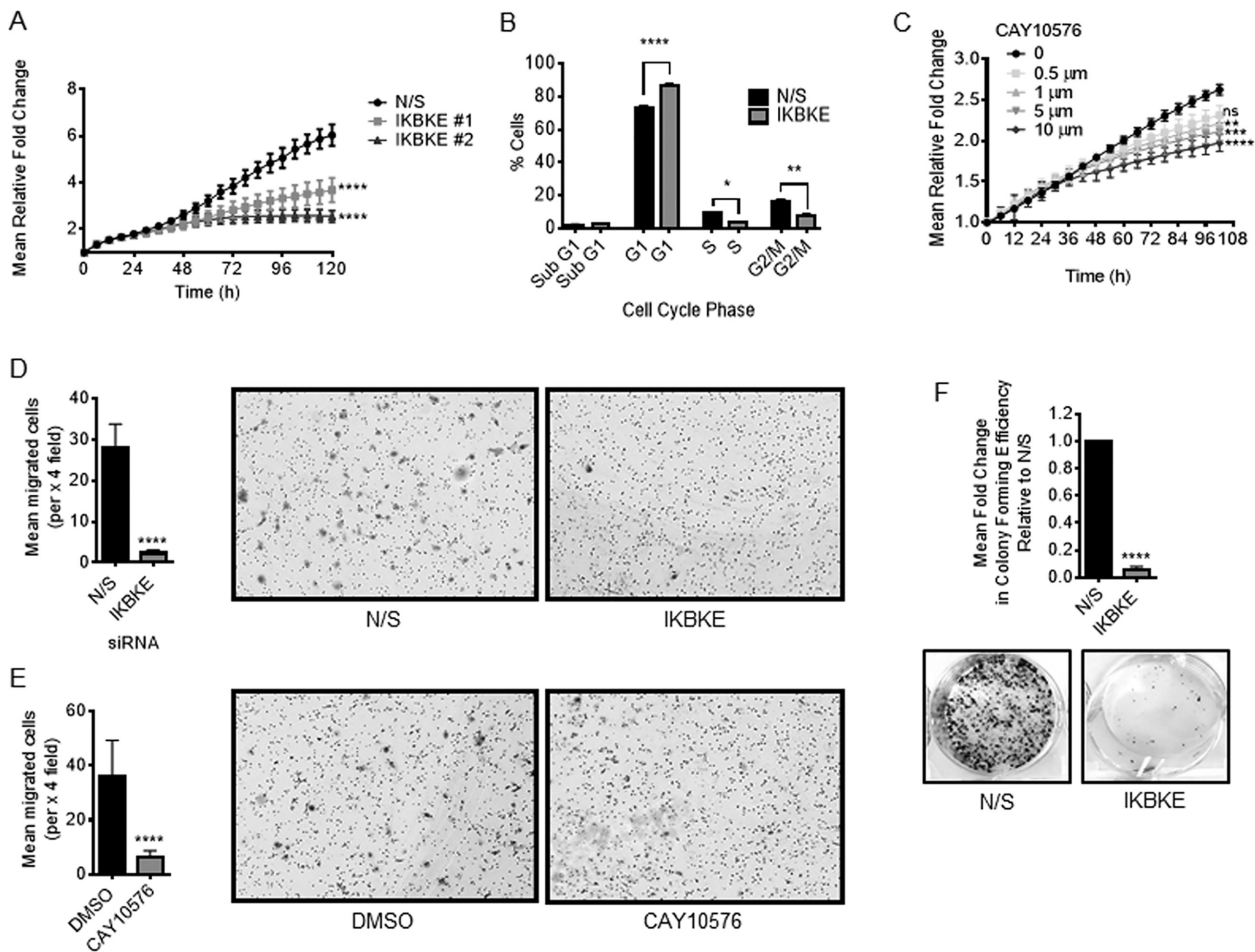 A
Mean Relative Fold Change
8
6
4
2
0
24
48
72
96
120
Time (h)
N/S
IKBKE #1
IKBKE #2
****
****
B
% Cells
100
80
60
40
20
0
****
*
**
N/S
IKBKE
Sub G1
Sub G1
G1
G1
S
S
G2/M
G2/M
Cell Cycle Phase
C
CAY10576
0
0.5 µm
1 µm
5 µm
10 µm
Mean Relative Fold Change
3.0
2.5
2.0
1.5
1.0
ns
**
***
****
0 12 24 36 48 60 72 84 96 108
Time (h)
D
Mean migrated cells
(per x 4 field)
40
30
20
10
0
****
N/S
IKBKE
siRNA
N/S
IKBKE
E
Mean migrated cells
(per x 4 field)
60
40
20
0
****
DMSO
CAY10576
DMSO
CAY10576
F
Mean Fold Change
in Colony Forming Efficiency
Relative to N/S
1.2
1.0
0.8
0.6
0.4
0.2
0.0
****
N/S
IKBKE
N/S
IKBKE